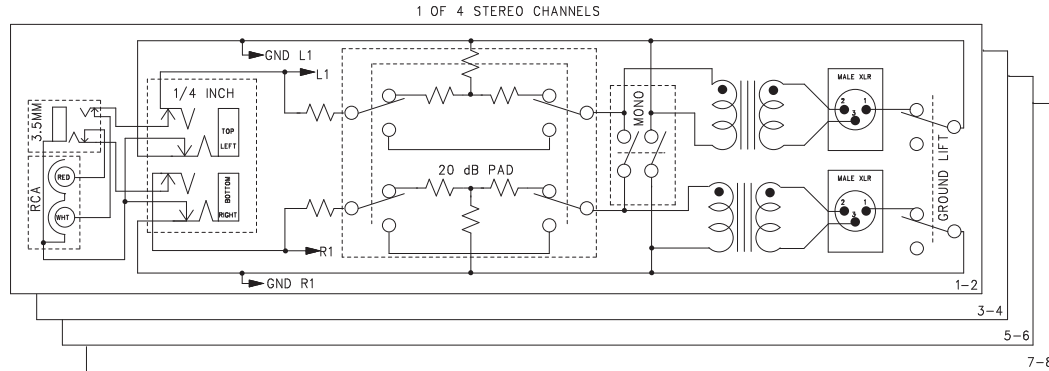 1 OF 4 STEREO CHANNELS
GND L1
L1
1/4 INCH
3.5MM
TOP
LEFT
RCA
RED
WHT
BOTTOM
RIGHT
R1
GND R1
20 dB PAD
MONO
MALE XLR
2
1
3
MALE XLR
2
1
3
GROUND LIFT
1-2
3-4
5-6
7-8